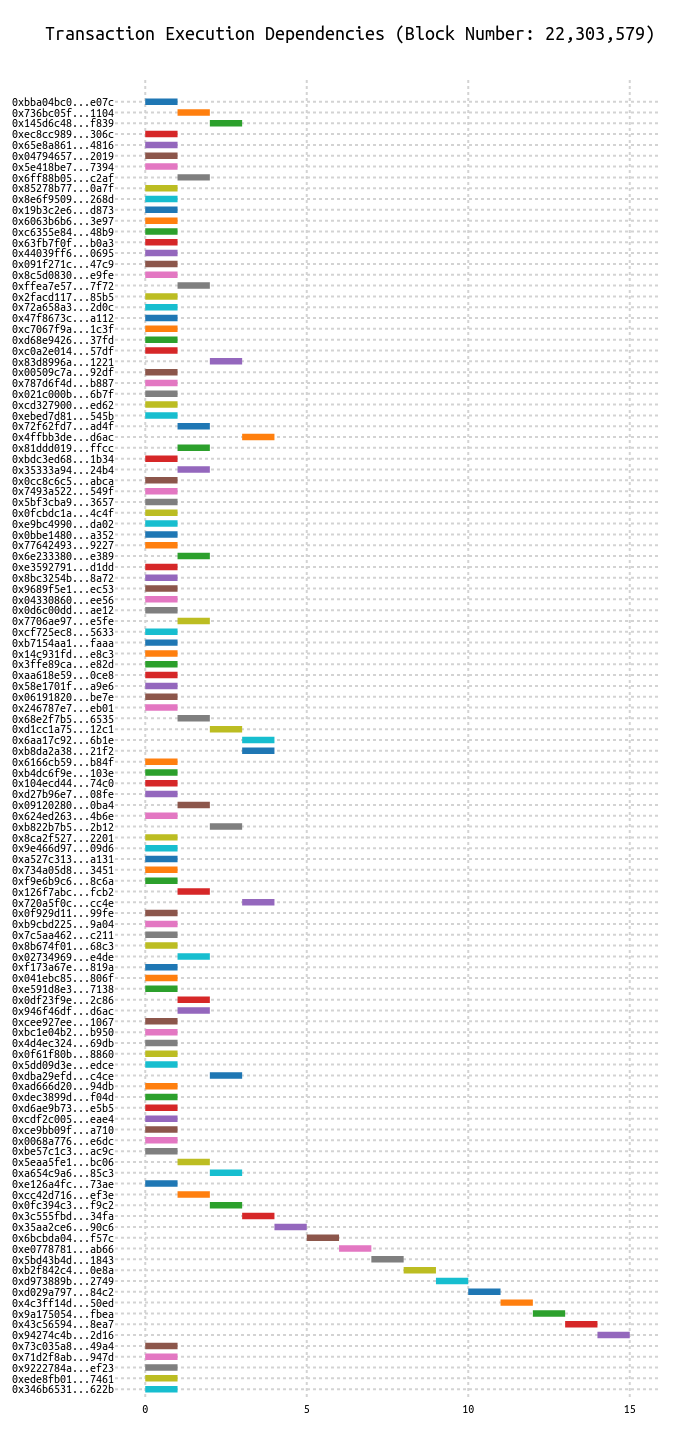 Transaction Execution Dependencies (Block Number: 22,303,579)
0xbba04bc0...e07c
0x736bc05f...1104
0x145d6c48...f839
0xec8cc989...306c
0x65e8a861...4816
0x04794657...2019
0x5e418be7...7394
0x6ff88b05...c2af
0x85278b77...0a7f
0x8e6f9509...268d
0x19b3c2e6...d873
0x6063b6b6...3e97
0xc6355e84...48b9
0x63fb7f0f...b0a3
0x44039ff6...0695
0x091f271c...47c9
0x8c5d0830...e9fe
0xffea7e57...7f72
0x2facd117...85b5
0x72a658a3...2d0c
0x47f8673c...a112
0xc7067f9a...1c3f
0xd68e9426...37fd
0xc0a2e014...57df
0x83d8996a...1221
0x00509c7a...92df
0x787d6f4d...b887
0x021c000b...6b7f
0xcd327900...ed62
0xebed7d81...545b
0x72f62fd7...ad4f
0x4ffbb3de...d6ac
0x81ddd019...ffcc
0xbdc3ed68...1b34
0x35333a94...24b4
0x0cc8c6c5...abca
0x7493a522...549f
0x5bf3cba9...3657
0x0fcbdc1a...4c4f
0xe9bc4990...da02
0x0bbe1480...a352
0x77642493...9227
0x6e233380...e389
0xe3592791...d1dd
0x8bc3254b...8a72
0x9689f5e1...ec53
0x04330860...ee56
0x0d6c00dd...ae12
0x7706ae97...e5fe
0xcf725ec8...5633
0xb7154aa1...faaa
0x14c931fd...e8c3
0x3ffe89ca...e82d
0xaa618e59...0ce8
0x58e1701f...a9e6
0x06191820...be7e
0x246787e7...eb01
0x68e2f7b5...6535
0xd1cc1a75...12c1
0x6aa17c92...6b1e
0xb8da2a38...21f2
0x6166cb59...b84f
0xb4dc6f9e...103e
0x104ecd44...74c0
0xd27b96e7...08fe
0x09120280...0ba4
0x624ed263...4b6e
0xb822b7b5...2b12
0x8ca2f527...2201
0x9e466d97...09d6
0xa527c313...a131
0x734a05d8...3451
0xf9e6b9c6...8c6a
0x126f7abc...fcb2
0x720a5f0c...cc4e
0x0f929d11...99fe
0xb9cbd225...9a04
0x7c5aa462...c211
0x8b674f01...68c3
0x02734969...e4de
0xf173a67e...819a
0x041ebc85...806f
0xe591d8e3...7138
0x0df23f9e...2c86
0x946f46df...d6ac
0xcee927ee...1067
0xbc1e04b2...b950
0x4d4ec324...69db
0x0f61f80b...8860
0x5dd09d3e...edce
0xdba29efd...c4ce
0xad666d20...94db
0xdec3899d...f04d
0xd6ae9b73...e5b5
0xcdf2c005...eae4
0xce9bb09f...a710
0x0068a776...e6dc
0xbe57c1c3...ac9c
0x5eaa5fe1...bc06
0xa654c9a6...85c3
0xe126a4fc...73ae
0xcc42d716...ef3e
0x0fc394c3...f9c2
0x3c555fbd...34fa
0x35aa2ce6...90c6
0x6bcbda04...f57c
0xe0778781...ab66
0x5bd43b4d...1843
0xb2f842c4...0e8a
0xd973889b...2749
0xd029a797...84c2
0x4c3ff14d...50ed
0x9a175054...fbea
0x43c56594...8ea7
0x94274c4b...2d16
0x73c035a8...49a4
0x71d2f8ab...947d
0x9222784a...ef23
0xede8fb01...7461
0x346b6531...622b
0 5 10 15